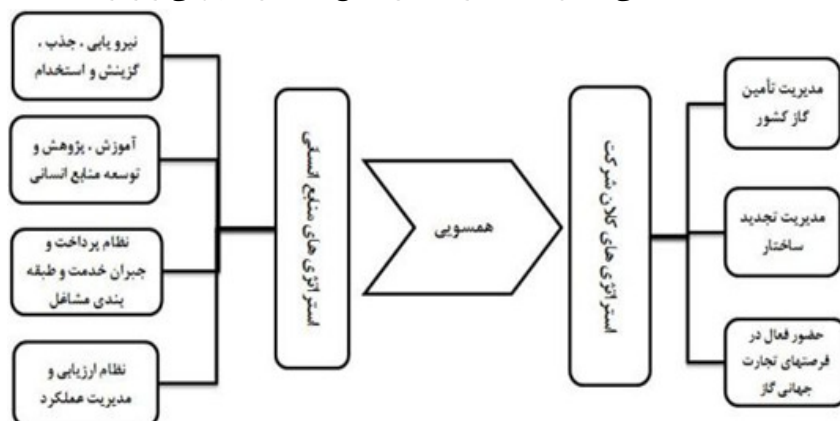 مدیریت تأمین
گاز کشور
مدیریت تجدید
ساختار
حضور فعال در
فرصتهای تجارت
جهانی گاز
استراتژی های کلان شرکت
همسویی
استراتژی های منابع انسانی
نیرو یابی ، جذب ،
گزینش و استخدام
آموزش ، پژوهش و
توسعه منابع انسانی
نظام پرداخت و
جبران خدمت و طبقه
بندی مشاغل
نظام ارزیابی و
مدیریت عملکرد